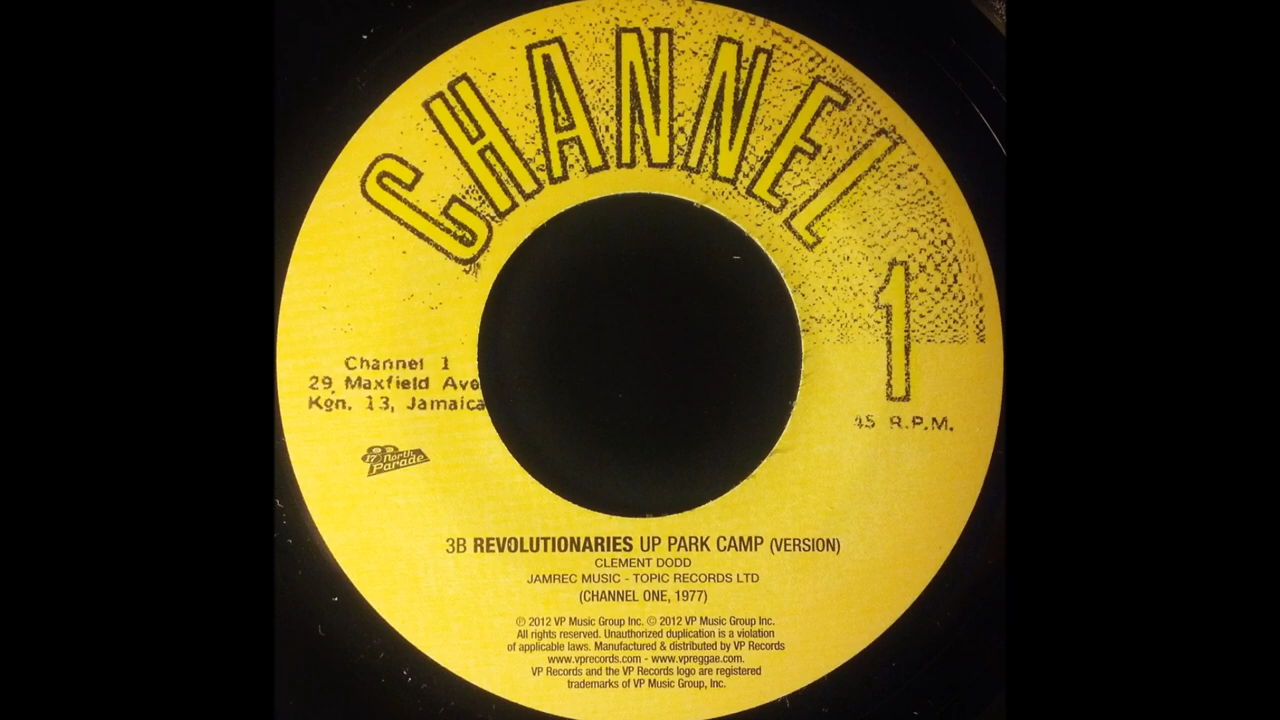 CHANNEL
1
Channel 1
29, Maxfield Ave
Kgn. 13, Jamaica
45 R.P.M.
17 North
Parade
3B REVOLUTIONARIES UP PARK CAMP (VERSION)
CLEMENT DODD
JAMREC MUSIC - TOPIC RECORDS LTD
(CHANNEL ONE, 1977)
℗ 2012 VP Music Group Inc. © 2012 VP Music Group Inc.
All rights reserved. Unauthorized duplication is a violation
of applicable laws. Manufactured & distributed by VP Records
www.vprecords.com - www.vpreggae.com.
VP Records and the VP Records logo are registered
trademarks of VP Music Group, Inc.